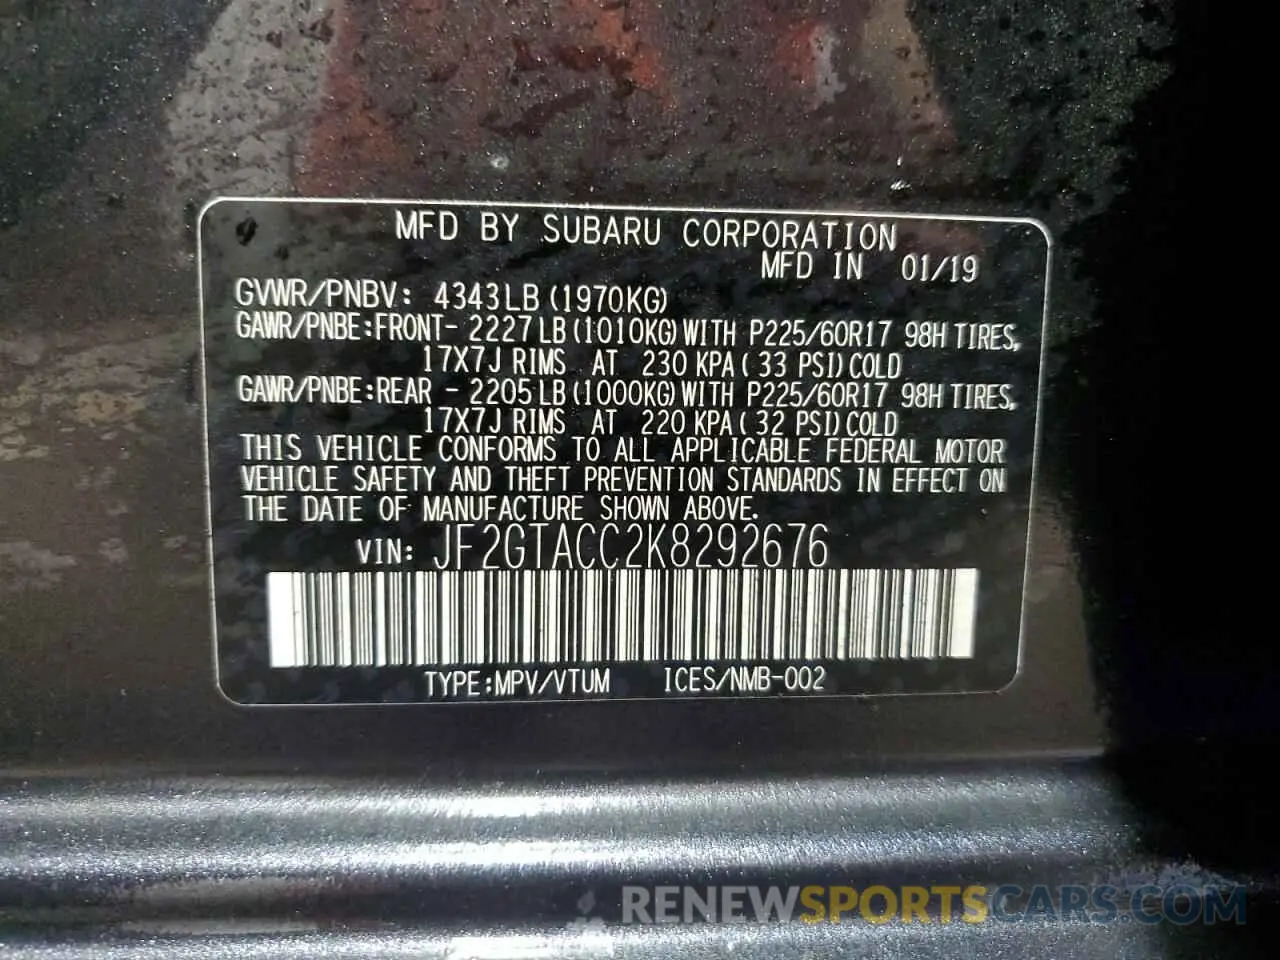 MFD BY SUBARU CORPORATION
MFD IN 01/19
GVWR/PNBV: 4343LB (1970KG)
GAWR/PNBE:FRONT- 2227LB (1010KG) WITH P225/60R17 98H TIRES,
17X7J RIMS AT 230 KPA( 33 PSI) COLD
GAWR/PNBE:REAR - 2205LB (1000KG) WITH P225/60R17 98H TIRES,
17X7J RIMS AT 220 KPA( 32 PSI) COLD
THIS VEHICLE CONFORMS TO ALL APPLICABLE FEDERAL MOTOR
VEHICLE SAFETY AND THEFT PREVENTION STANDARDS IN EFFECT ON
THE DATE OF MANUFACTURE SHOWN ABOVE.
VIN: JF2GTACC2K8292676
TYPE:MPV/VTUM ICES/NMB-002
RENEWSPORTSCARS.COM